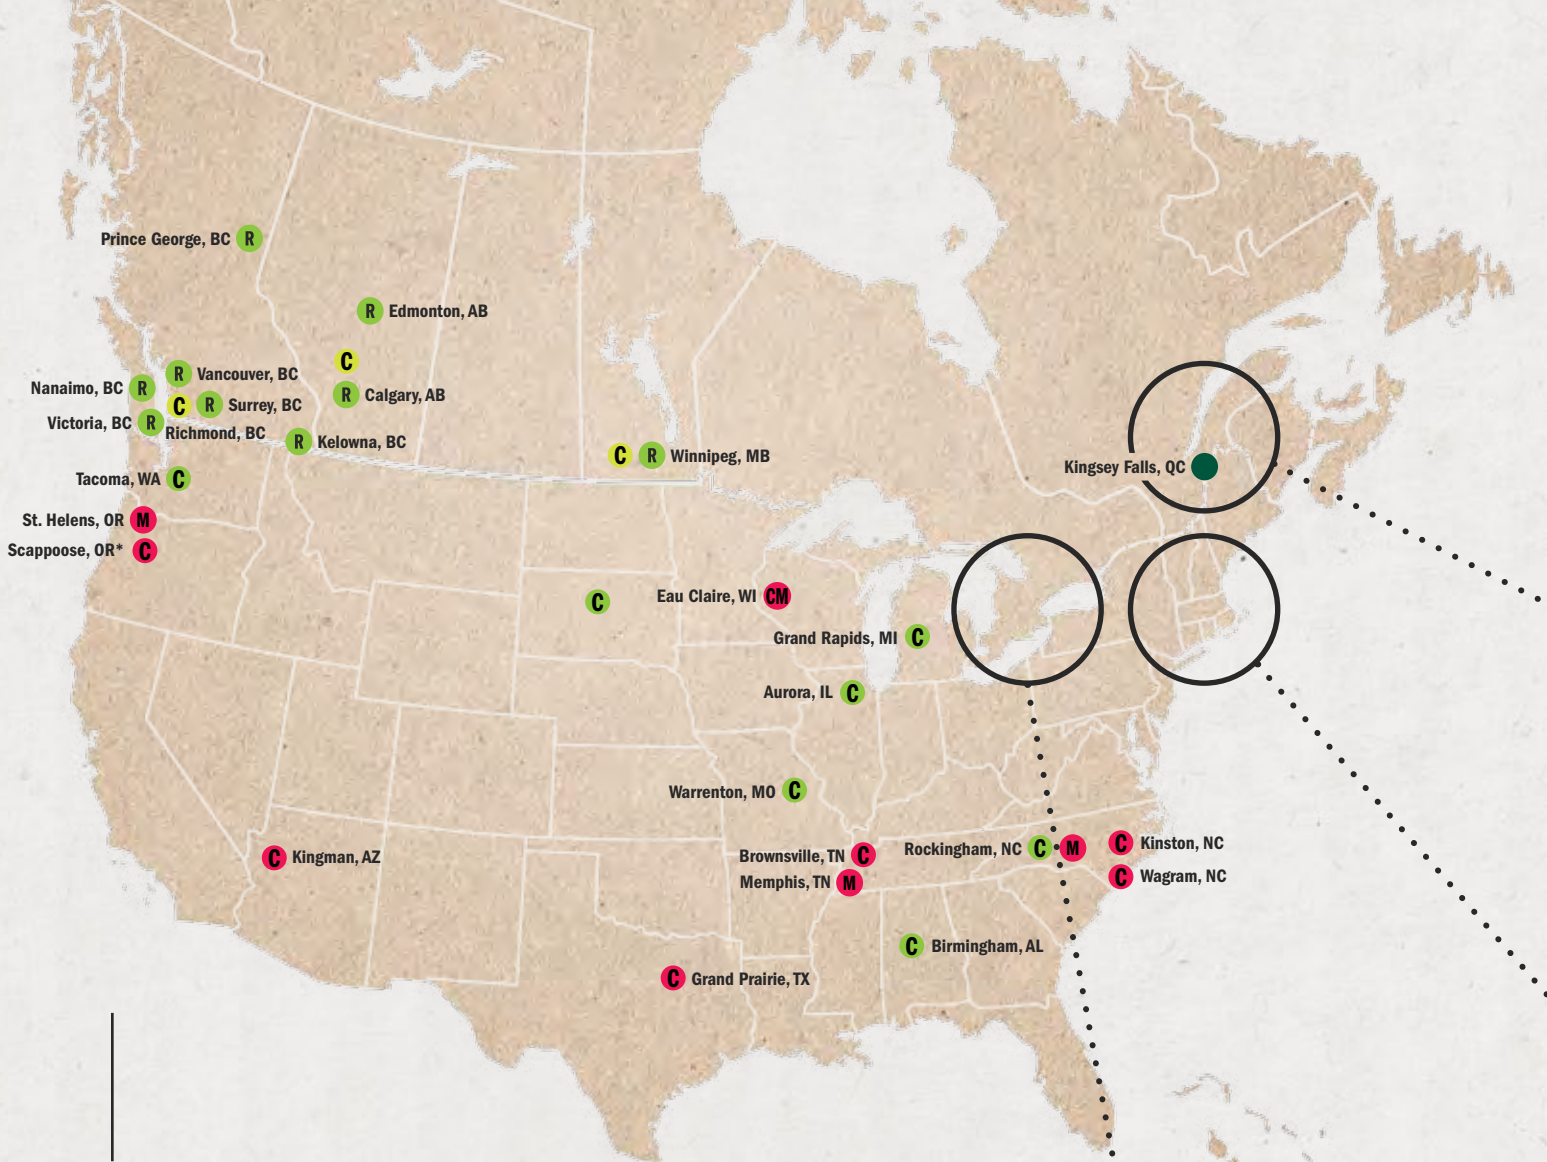 Prince George, BC R
R Edmonton, AB
C
R Vancouver, BC
Nanaimo, BC R
R Calgary, AB
C R Surrey, BC
Victoria, BC R
Richmond, BC
R Kelowna, BC
C R Winnipeg, MB
Kingsey Falls, QC
Tacoma, WA C
St. Helens, OR M
Scappoose, OR* C
C
Eau Claire, WI CM
Grand Rapids, MI C
Aurora, IL C
Warrenton, MO C
Kingman, AZ C
Brownsville, TN C
Memphis, TN M
Rockingham, NC C M
C Kinston, NC
C Wagram, NC
C Birmingham, AL
C Grand Prairie, TX